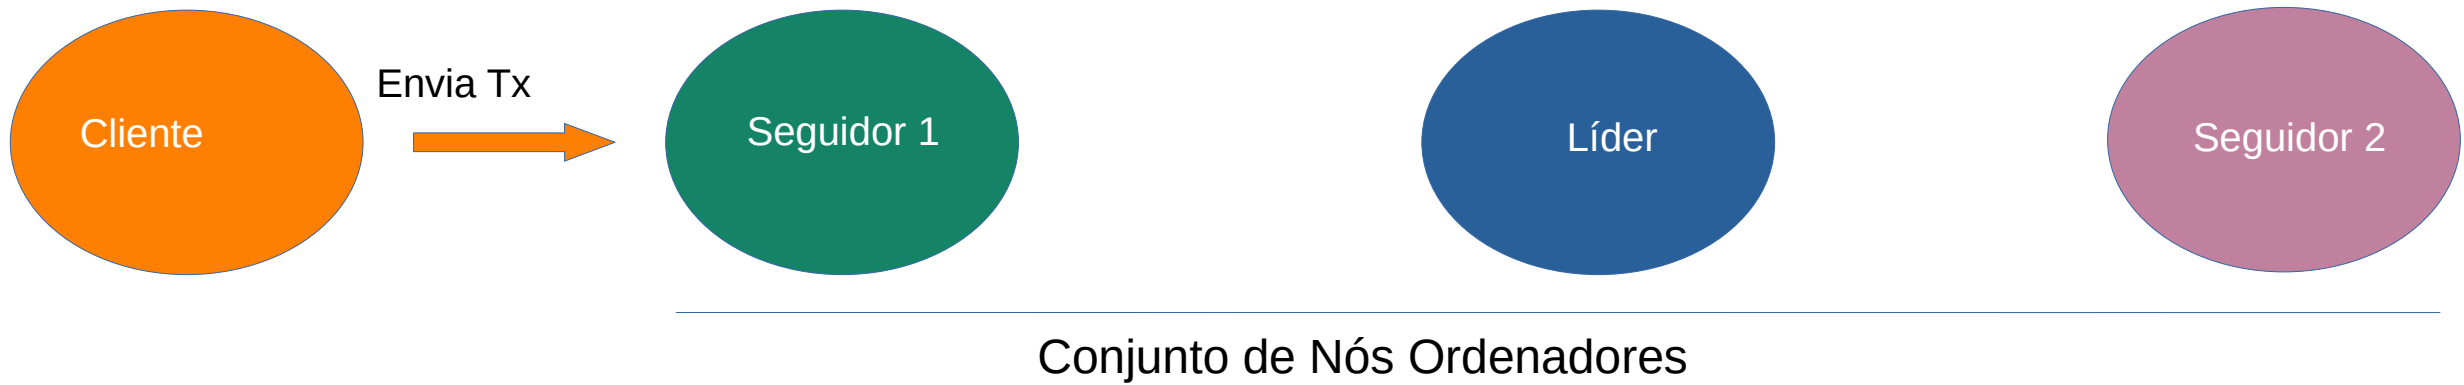 Envia Tx
Cliente
Seguidor 1
Líder
Seguidor 2
Conjunto de Nós Ordenadores